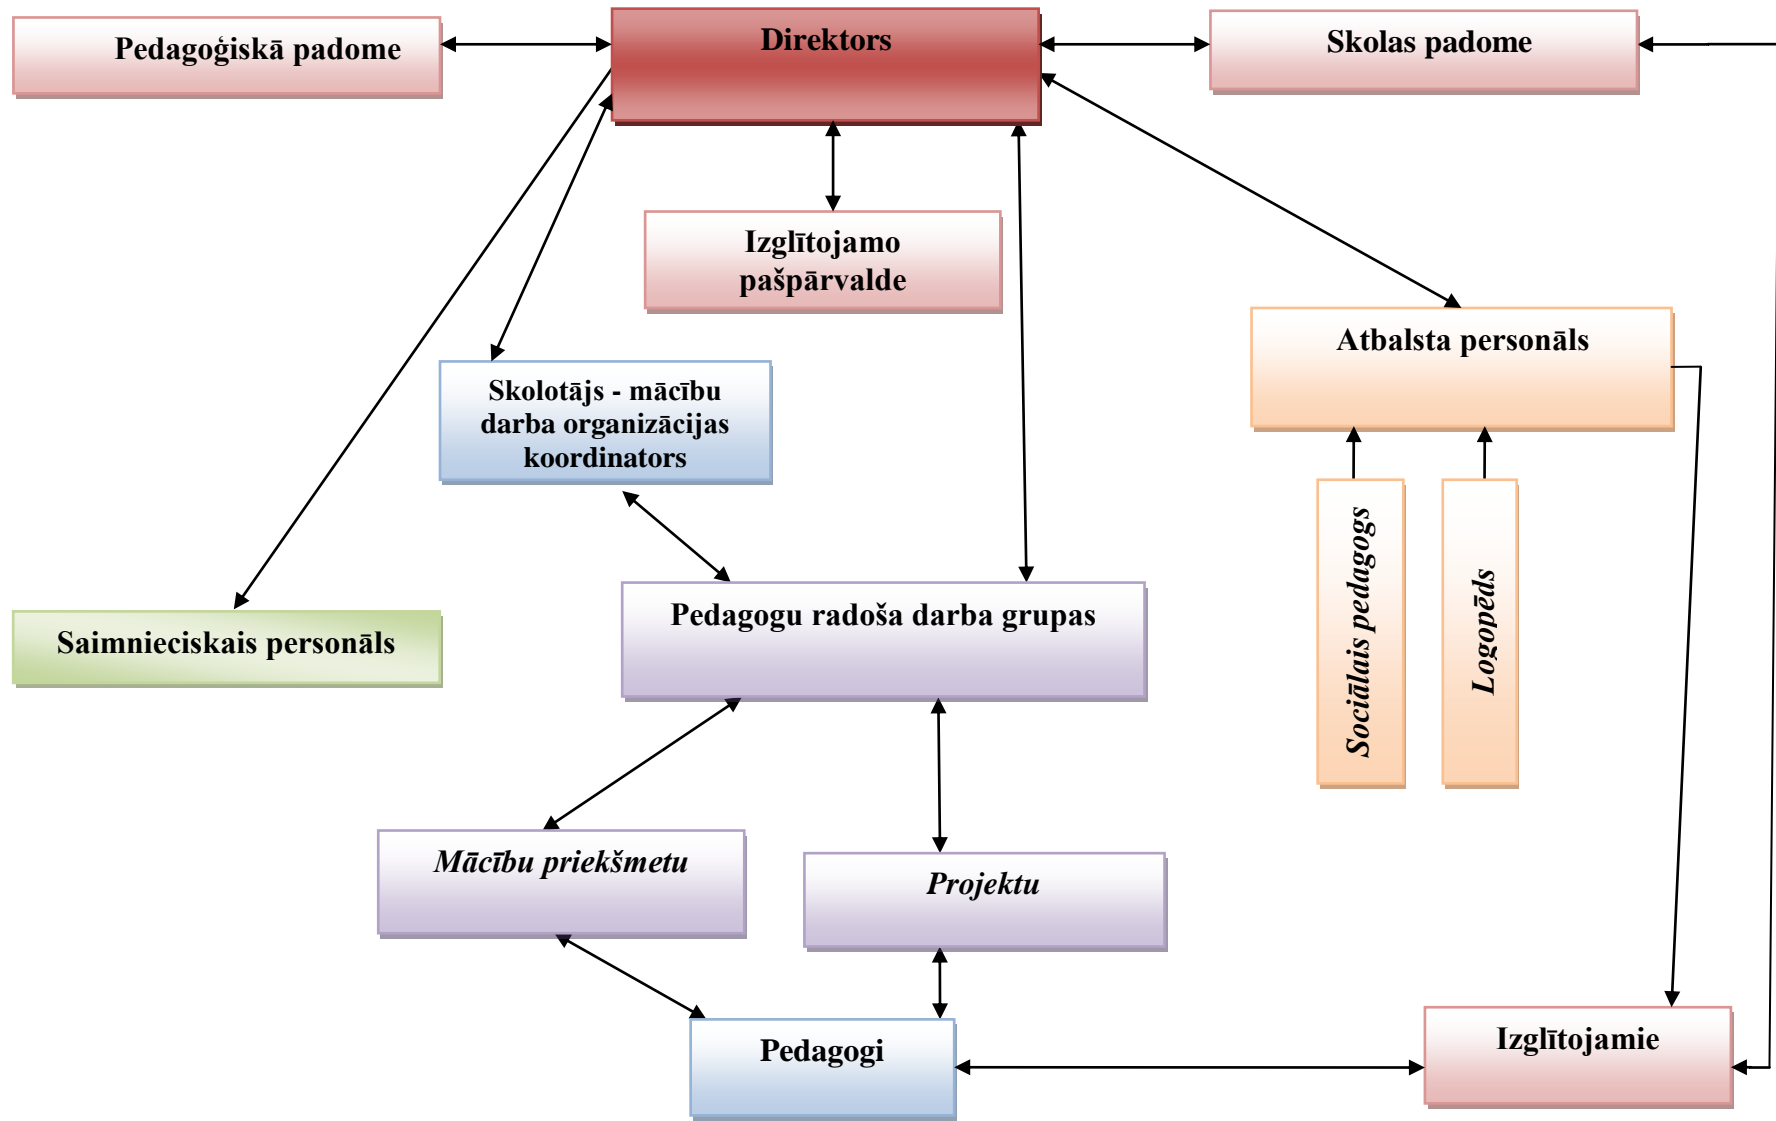 Pedagoģiskā padome
Direktors
Skolas padome
Izglītojamo
pašpārvalde
Atbalsta personāls
Skolotājs - mācību
darba organizācijas
koordinators
Sociālais pedagogs
Logopēds
Pedagogu radoša darba grupas
Saimnieciskais personāls
Mācību priekšmetu
Projektu
Pedagogi
Izglītojamie